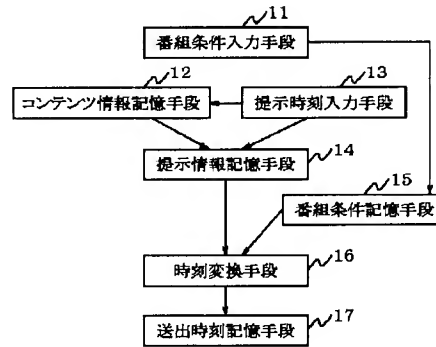 11
番組条件入力手段
12
13
コンテンツ情報記憶手段
提示時刻入力手段
14
提示情報記憶手段
15
番組条件記憶手段
16
時刻変換手段
17
送出時刻記憶手段